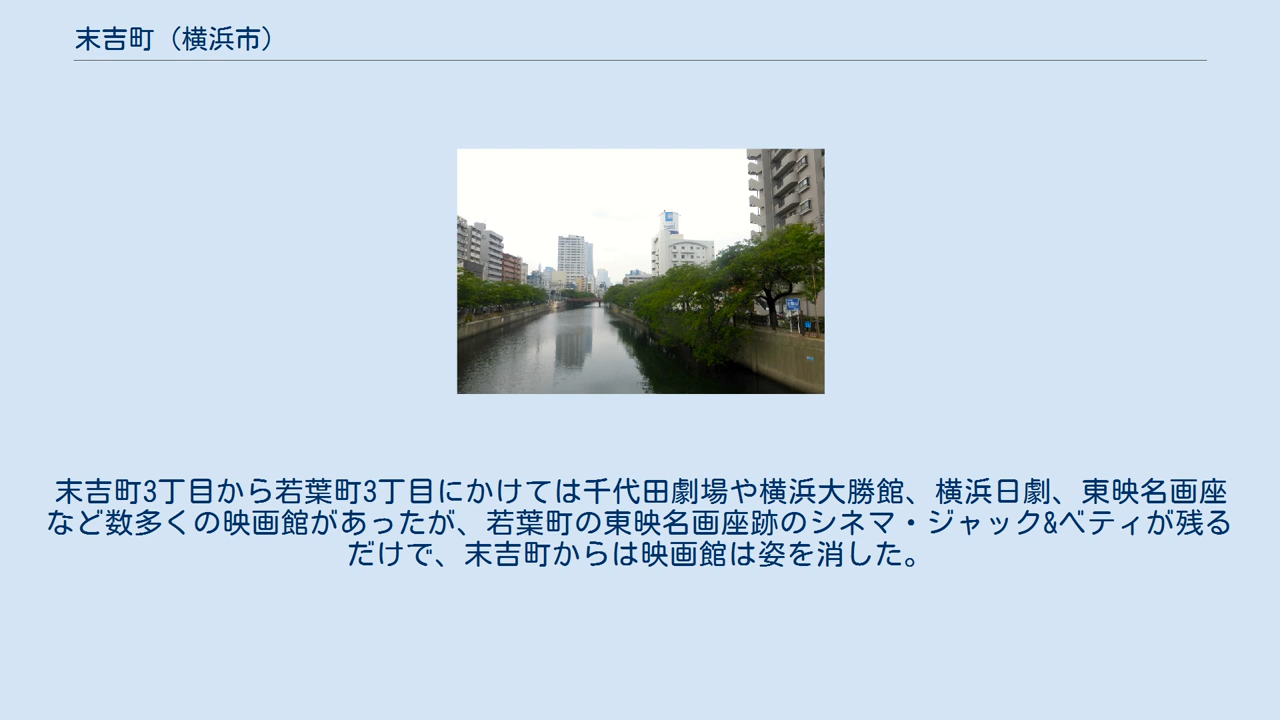 末吉町（横浜市）
末吉町3丁目から若葉町3丁目にかけては千代田劇場や横浜大勝館、横浜日劇、東映名画座
など数多くの映画館があったが、若葉町の東映名画座跡のシネマ・ジャック&ベティが残る
だけで、末吉町からは映画館は姿を消した。